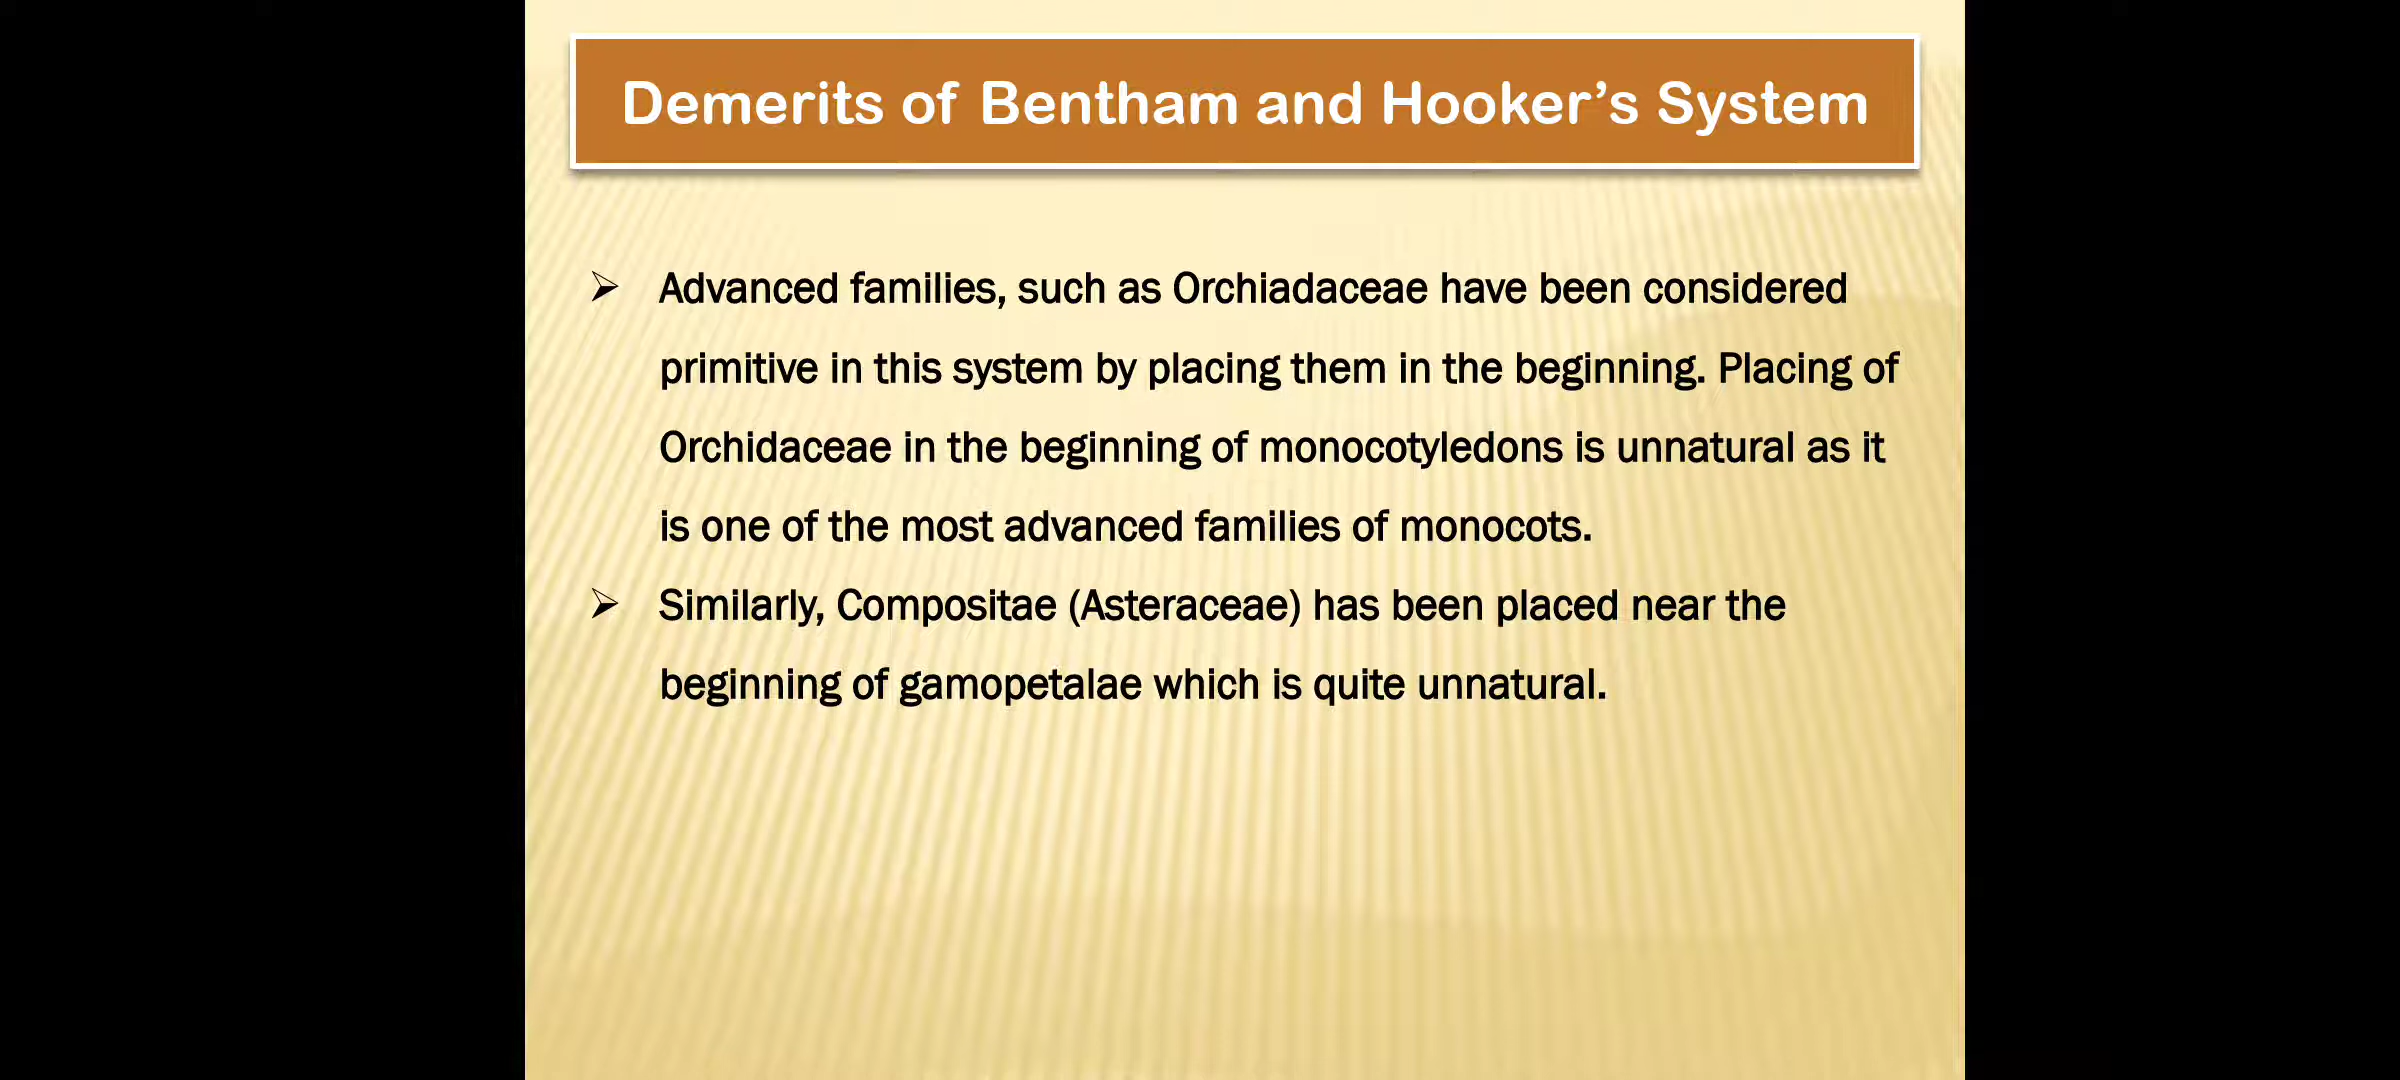 Demerits of Bentham and Hooker’s System
➢ Advanced families, such as Orchiadaceae have been considered
primitive in this system by placing them in the beginning. Placing of
Orchidaceae in the beginning of monocotyledons is unnatural as it
is one of the most advanced families of monocots.
➢ Similarly, Compositae (Asteraceae) has been placed near the
beginning of gamopetalae which is quite unnatural.